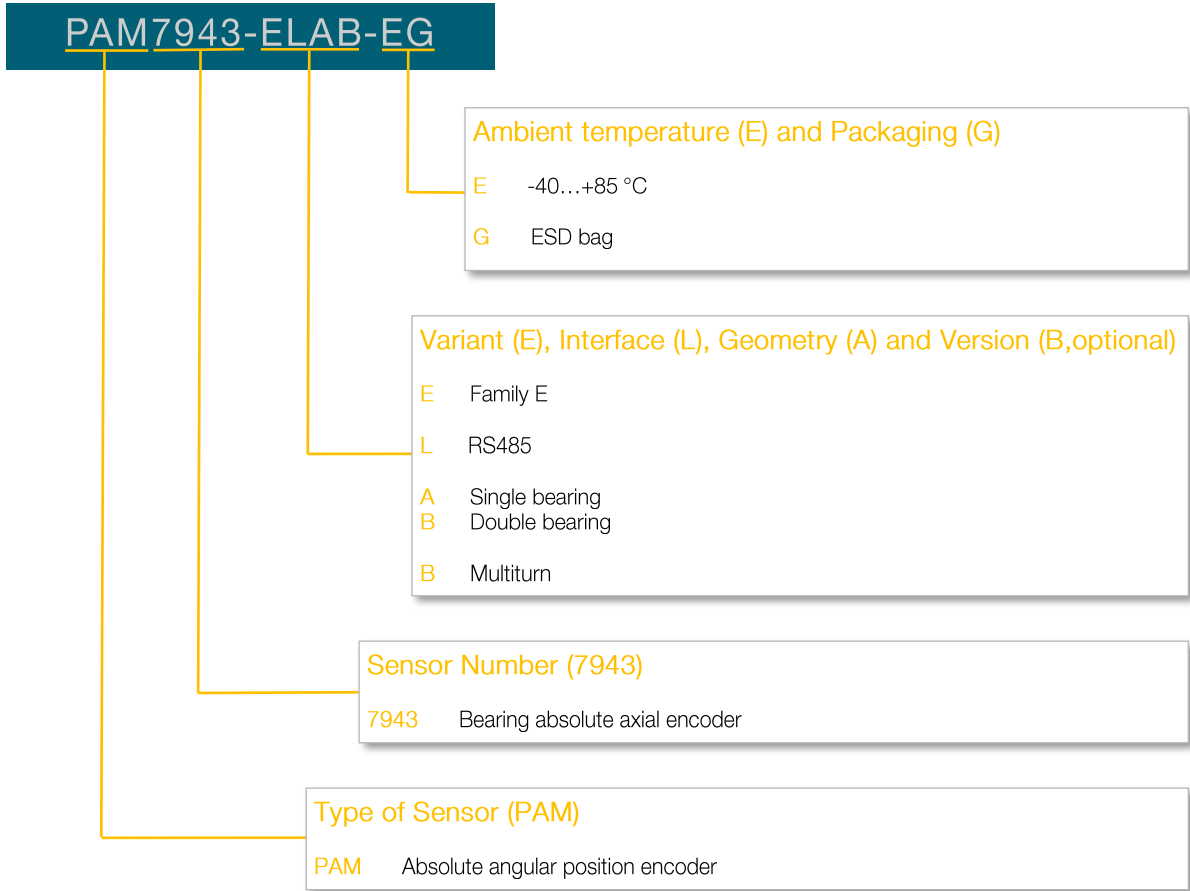 PAM7943-ELAB-EG
Ambient temperature (E) and Packaging (G)
E -40…+85 °C
G ESD bag
Variant (E), Interface (L), Geometry (A) and Version (B,optional)
E Family E
L RS485
A Single bearing
B Double bearing
B Multiturn
Sensor Number (7943)
7943 Bearing absolute axial encoder
Type of Sensor (PAM)
PAM Absolute angular position encoder